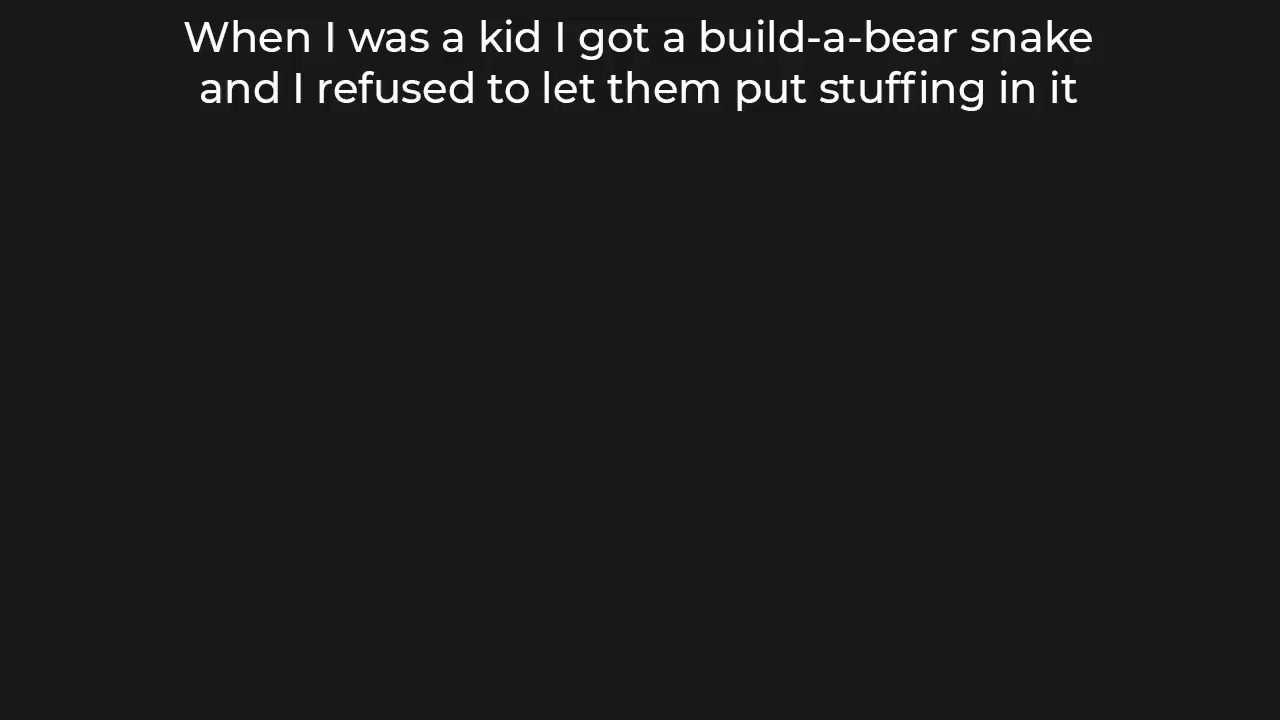 When I was a kid I got a build-a-bear snake
and I refused to let them put stuffing in it